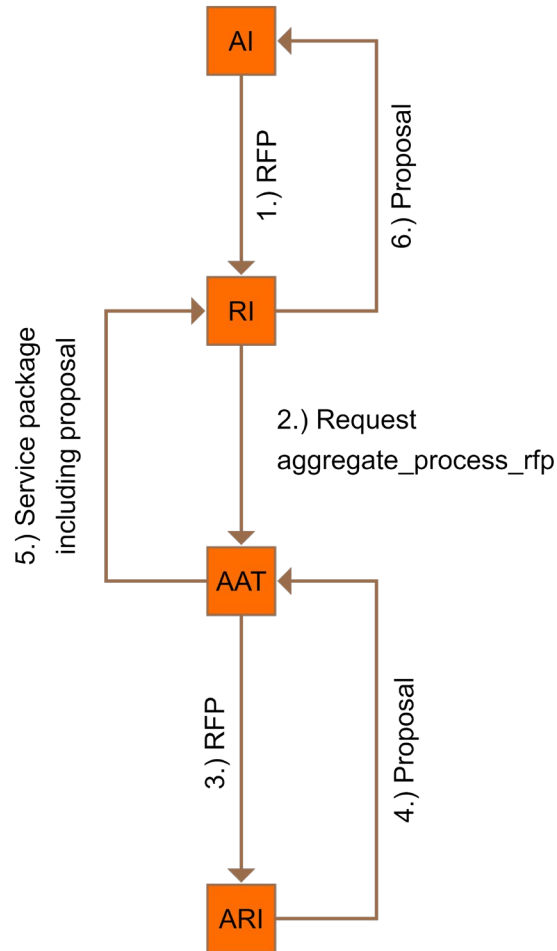 AI
1.) RFP
6.) Proposal
RI
5.) Service package
including proposal
2.) Request
aggregate_process_rfp
AAT
3.) RFP
4.) Proposal
ARI